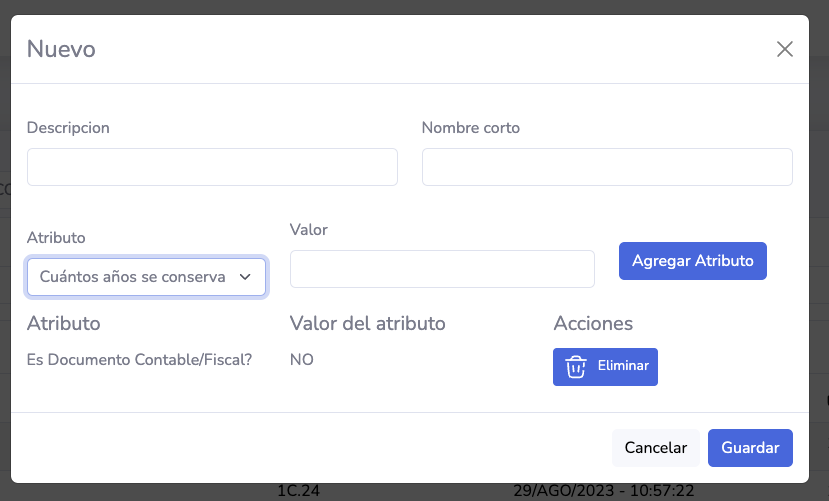 Nuevo
Descripcion
Nombre corto
Atributo
Valor
Cuántos años se conserva
Agregar Atributo
Atributo
Valor del atributo
Acciones
Es Documento Contable/Fiscal?
NO
Eliminar
Cancelar
Guardar
1C.24
29/AGO/2023 - 10:57:22